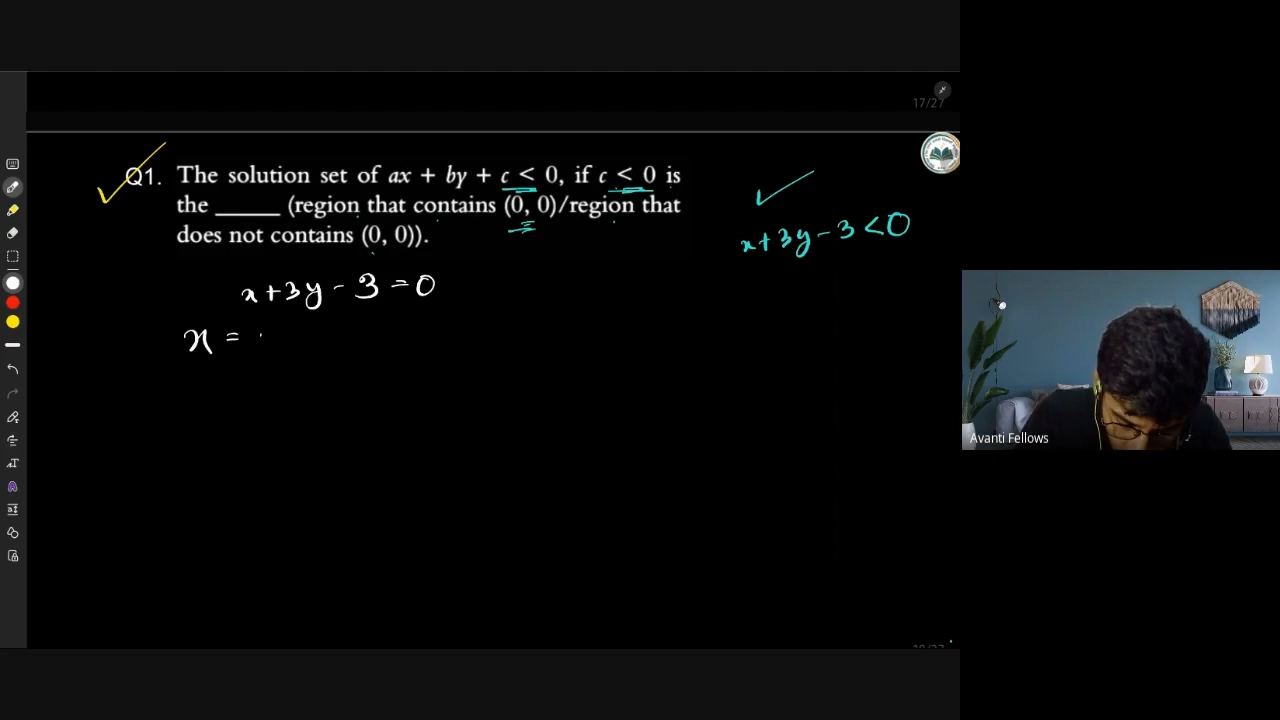 17/27
Q1. The solution set of ax + by + c < 0, if c < 0 is
the ______ (region that contains (0, 0)/region that
does not contains (0, 0)).
x + 3y - 3 < 0
x + 3y - 3 = 0
x =
Avanti Fellows